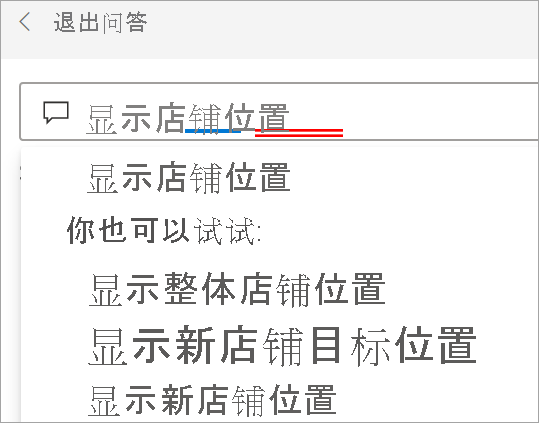 退出问答
显示店铺位置
显示店铺位置
你也可以试试:
显示整体店铺位置
显示新店铺目标位置
显示新店铺位置